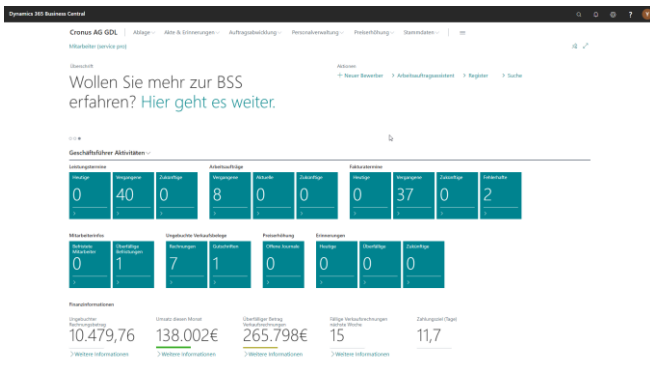 Dynamics 365 Business Central
?
Cronus AG GDL | Ablage Akte & Erinnerungen Auftragsabwicklung Personalverwaltung Preiserhöhung Stammdaten
Mitarbeiter (service pro)
Überschrift
Wollen Sie mehr zur BSS
erfahren? Hier geht es weiter.
Aktionen
+ Neuer Bewerber > Arbeitsauftragsassistent > Register > Suche
Geschäftsführer Aktivitäten
Leistungstermine Arbeitsaufträge Fakturatermine
Heutige Vergangene Zukünftige Vergangene Aktuelle Zukünftige Heutige Vergangene Zukünftige Fehlerhafte
0 40 0 8 0 0 0 37 0 2
Mitarbeiterinfos Ungebuchte Verkaufsbelege Preiserhöhung Erinnerungen
Befristete Mitarbeiter Überfällige Rechnungen Gutschriften Offene Journals Heutige Überfällige Zukünftige
0 1 7 1 0 0 0 0
Finanzinformationen
Ungebuchter
Rechnungsbetrag
10.479,76
> Weitere Informationen
Umsatz diesen Monat
138.002€
> Weitere Informationen
Überfälliger Betrag
Verkaufsrechnungen
265.798€
> Weitere Informationen
Fällige Verkaufsrechnungen
nächste Woche
15
> Weitere Informationen
Zahlungsziel (Tage)
11,7